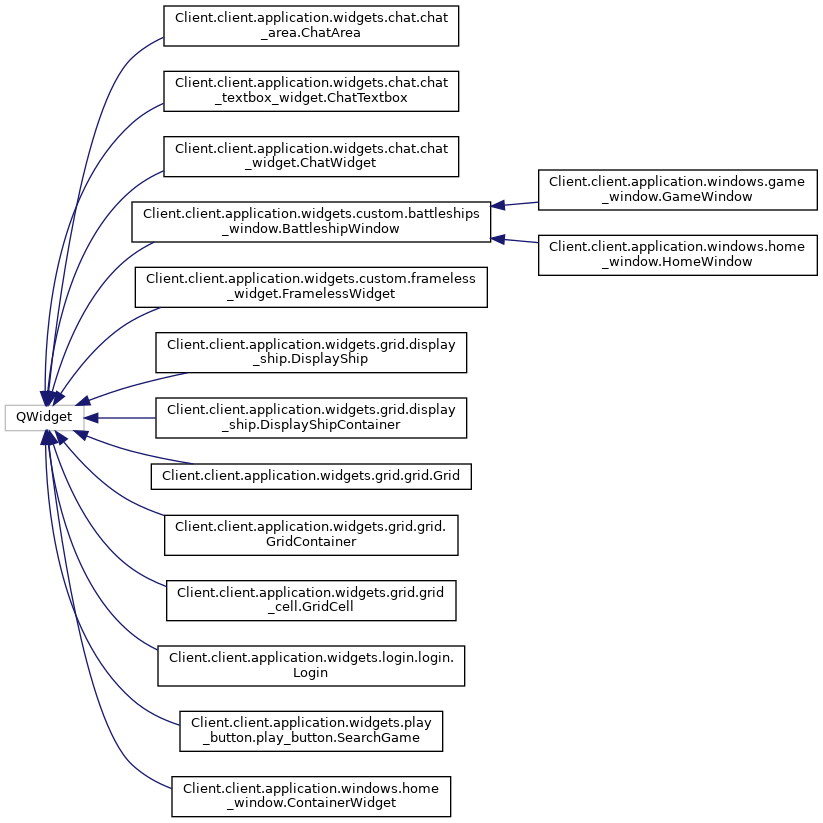 Client.client.application.widgets.chat.chat
_area.ChatArea
Client.client.application.widgets.chat.chat
_textbox_widget.ChatTextbox
Client.client.application.widgets.chat.chat
_widget.ChatWidget
Client.client.application.widgets.custom.battleships
_window.BattleshipWindow
Client.client.application.windows.game
_window.GameWindow
Client.client.application.windows.home
_window.HomeWindow
Client.client.application.widgets.custom.frameless
_widget.FramelessWidget
Client.client.application.widgets.grid.display
_ship.DisplayShip
QWidget
Client.client.application.widgets.grid.display
_ship.DisplayShipContainer
Client.client.application.widgets.grid.grid.Grid
Client.client.application.widgets.grid.grid.
GridContainer
Client.client.application.widgets.grid.grid
_cell.GridCell
Client.client.application.widgets.login.login.
Login
Client.client.application.widgets.play
_button.play_button.SearchGame
Client.client.application.windows.home
_window.ContainerWidget